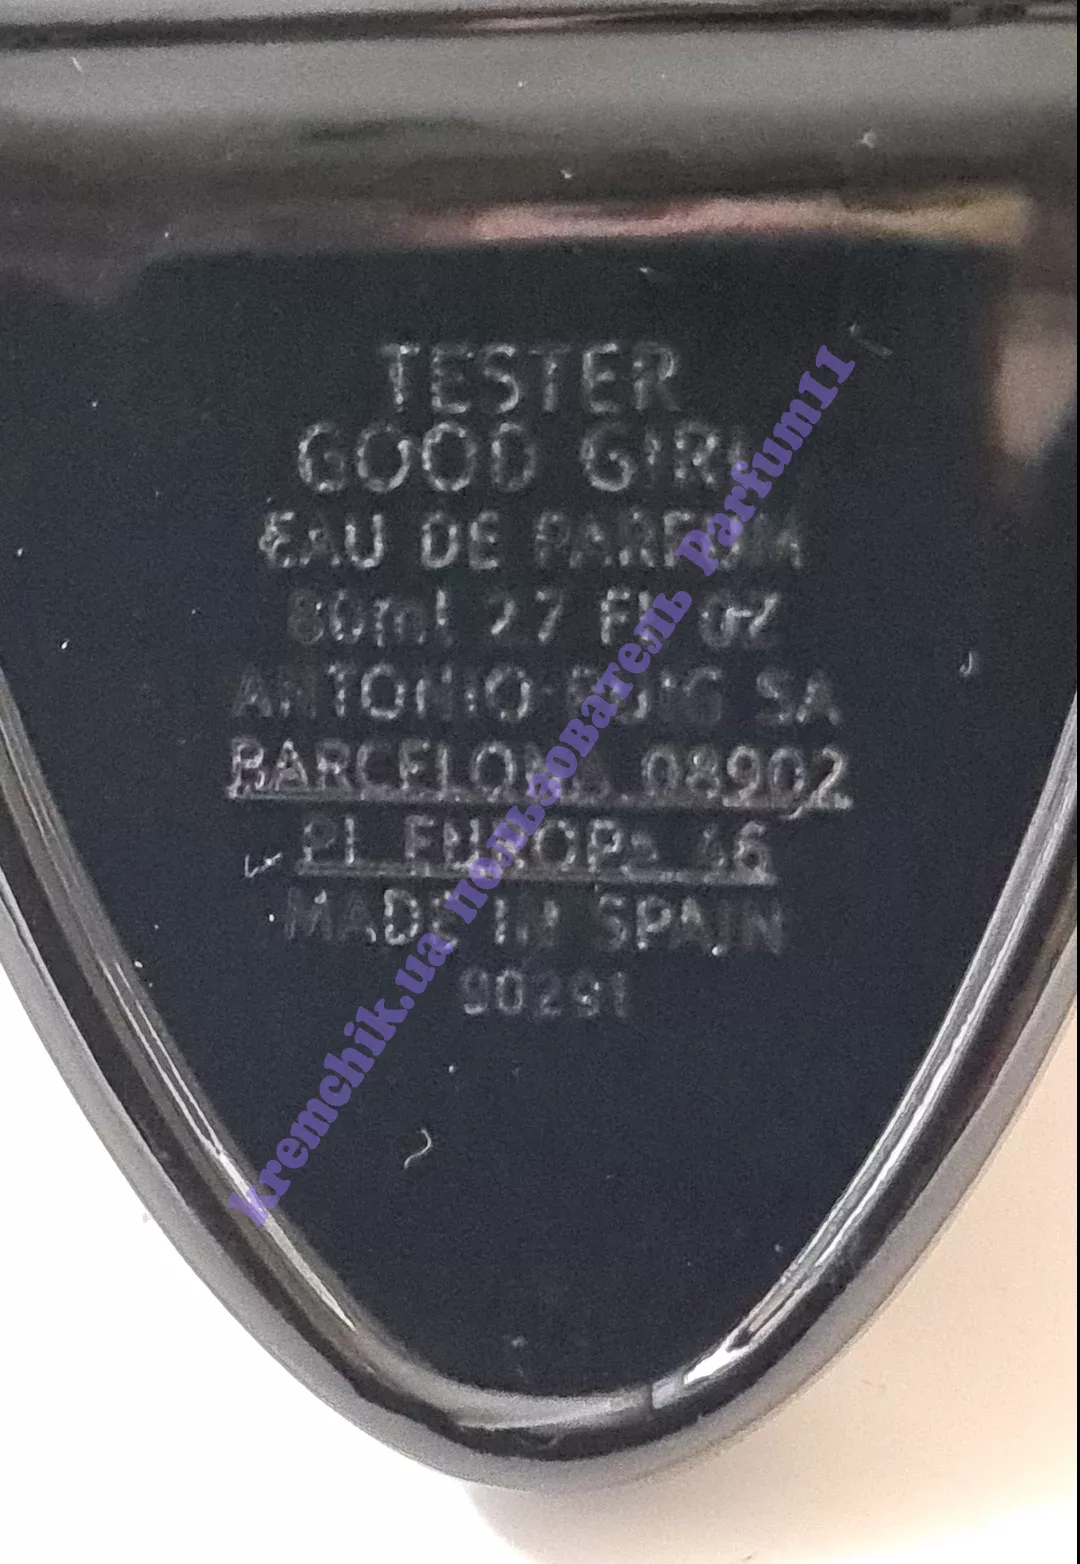 TESTER
GOOD GIRL
EAU DE PARFUM
80ml 2.7 FL OZ
ANTONIO PUIG SA
BARCELONA 08902
PL EUROPA 46
MADE IN SPAIN
90291
kremchik.ua пользователь Parfum11